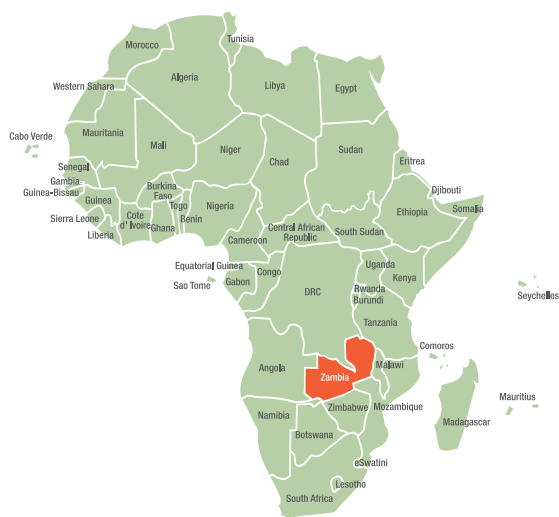 Tunisia
Morocco
Algeria
Libya
Egypt
Western Sahara
Mauritania
Mali
Niger
Chad
Sudan
Eritrea
Cabo Verde
Senegal
Gambia
Guinea-Bissau
Guinea
Burkina
Faso
Djibouti
Somalia
Sierra Leone
Liberia
Cote
d' Ivoire
Ghana
Togo
Benin
Nigeria
Ethiopia
Central African
Republic
South Sudan
Cameroon
Equatorial Guinea
Sao Tome
Gabon
Congo
DRC
Uganda
Kenya
Rwanda
Burundi
Seychelles
Tanzania
Comoros
Angola
Zambia
Malawi
Mozambique
Mauritius
Madagascar
Zimbabwe
Namibia
Botswana
eSwatini
Lesotho
South Africa